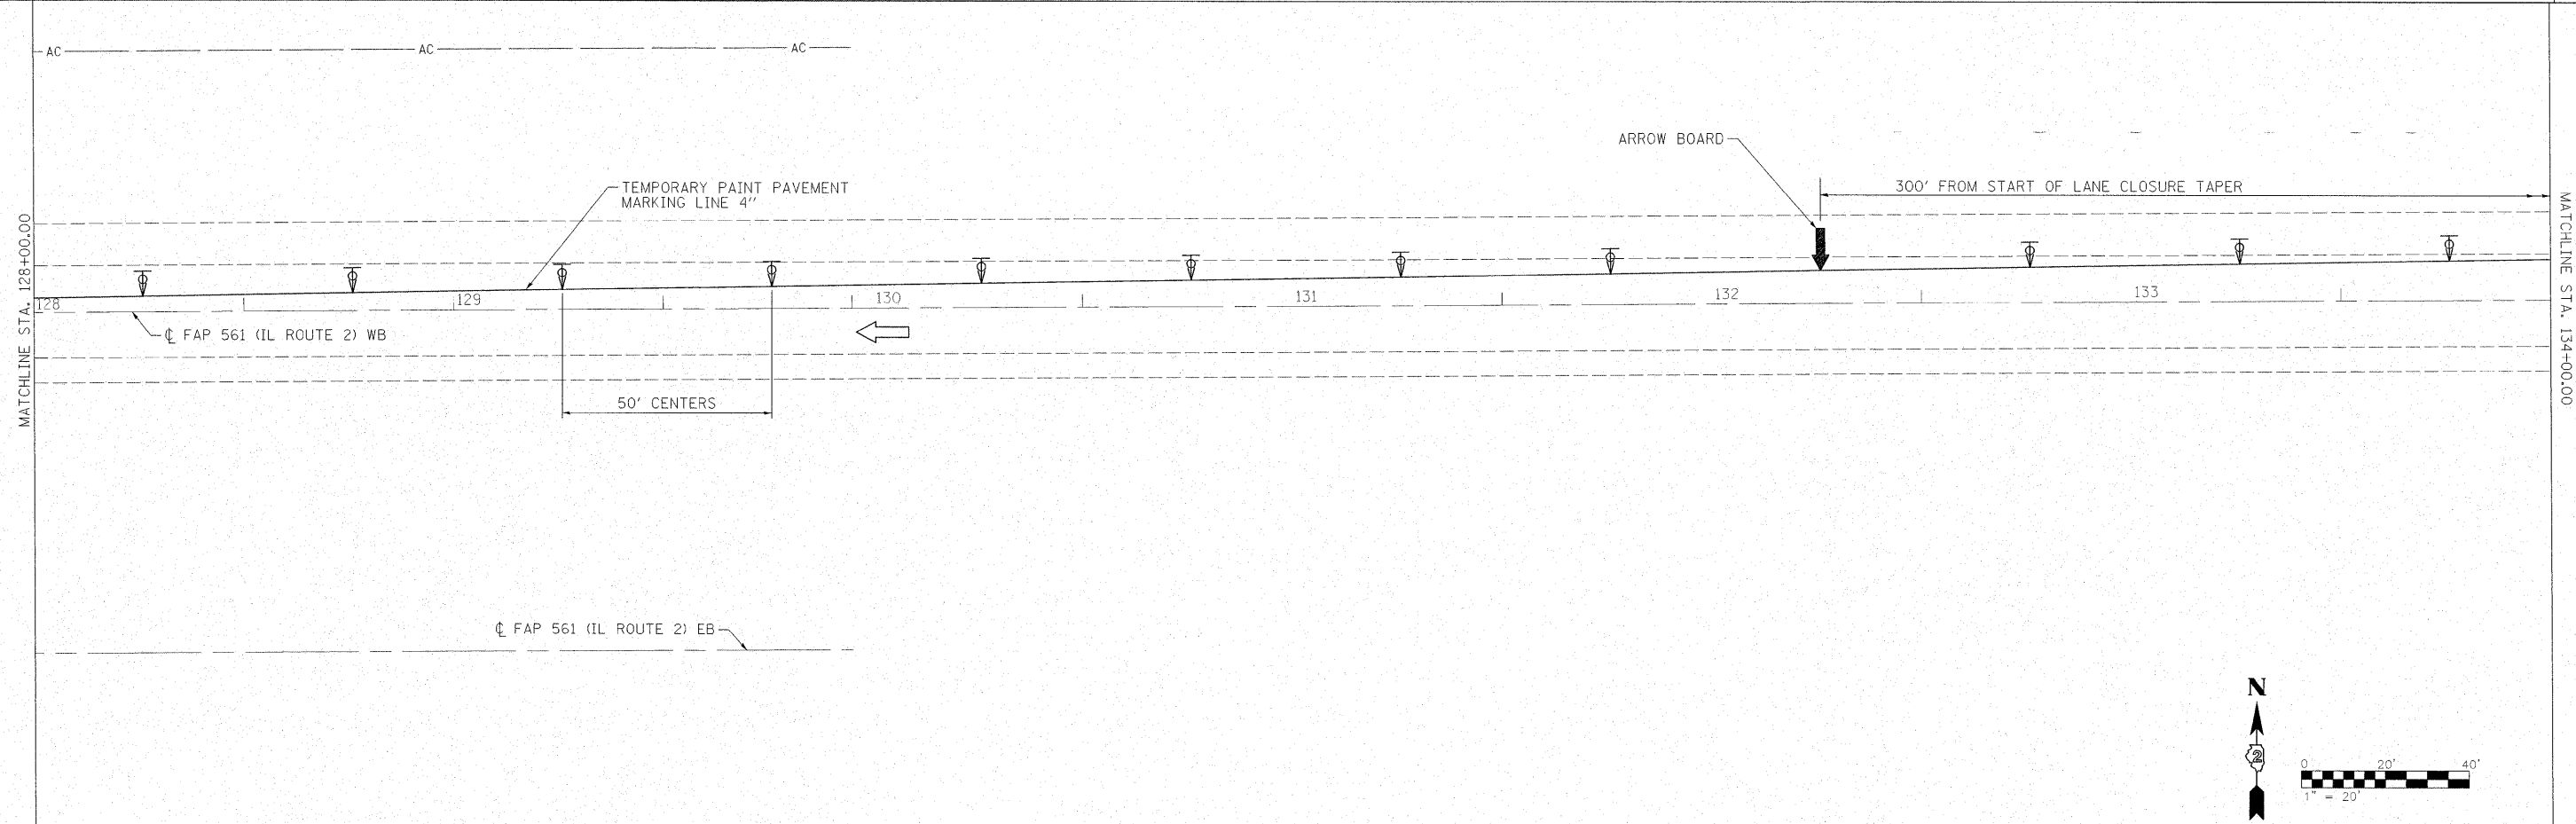 AC AC AC
ARROW BOARD
TEMPORARY PAINT PAVEMENT
MARKING LINE 4"
300' FROM START OF LANE CLOSURE TAPER
MATCHLINE STA. 128+00.00
MATCHLINE STA. 134+00.00
128 129 130 131 132 133
℄ FAP 561 (IL ROUTE 2) WB
50' CENTERS
℄ FAP 561 (IL ROUTE 2) EB
N
2
0 20' 40'
1" = 20'